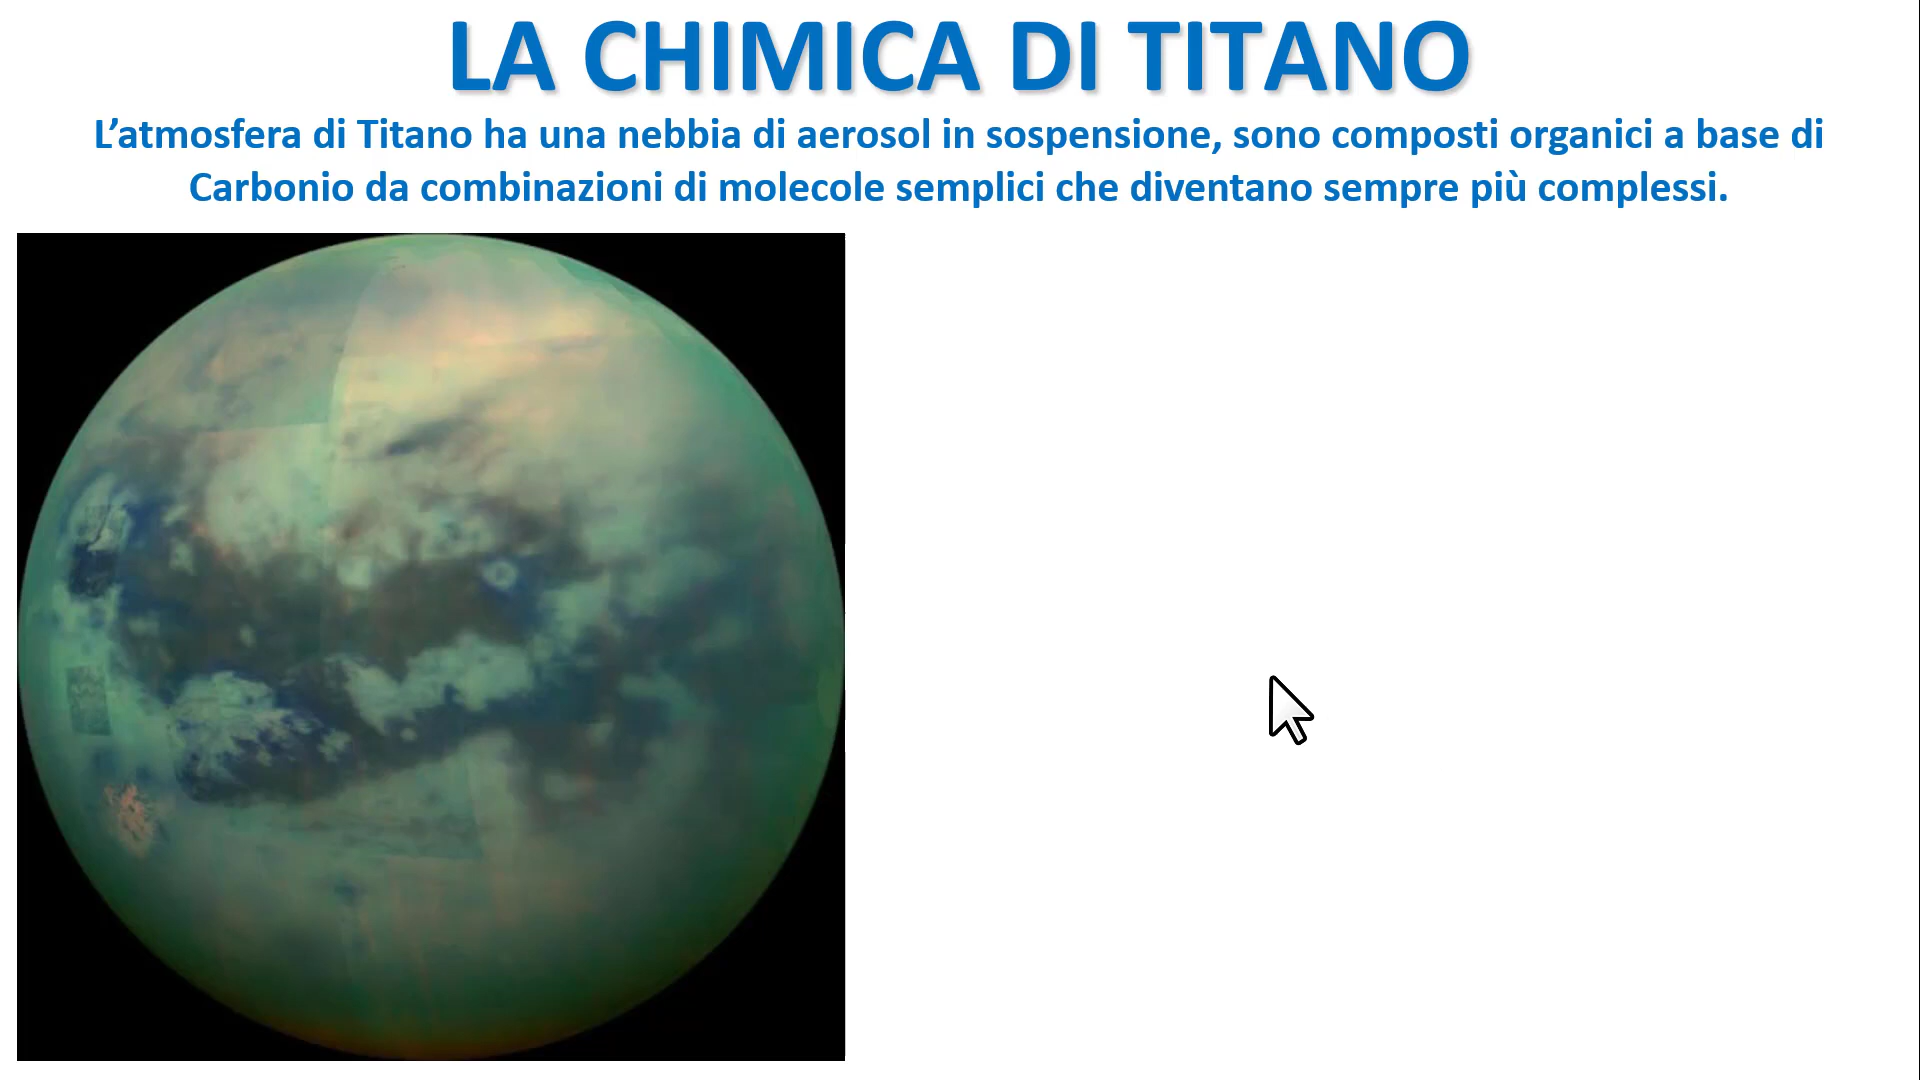 LA CHIMICA DI TITANO
L’atmosfera di Titano ha una nebbia di aerosol in sospensione, sono composti organici a base di
Carbonio da combinazioni di molecole semplici che diventano sempre più complessi.